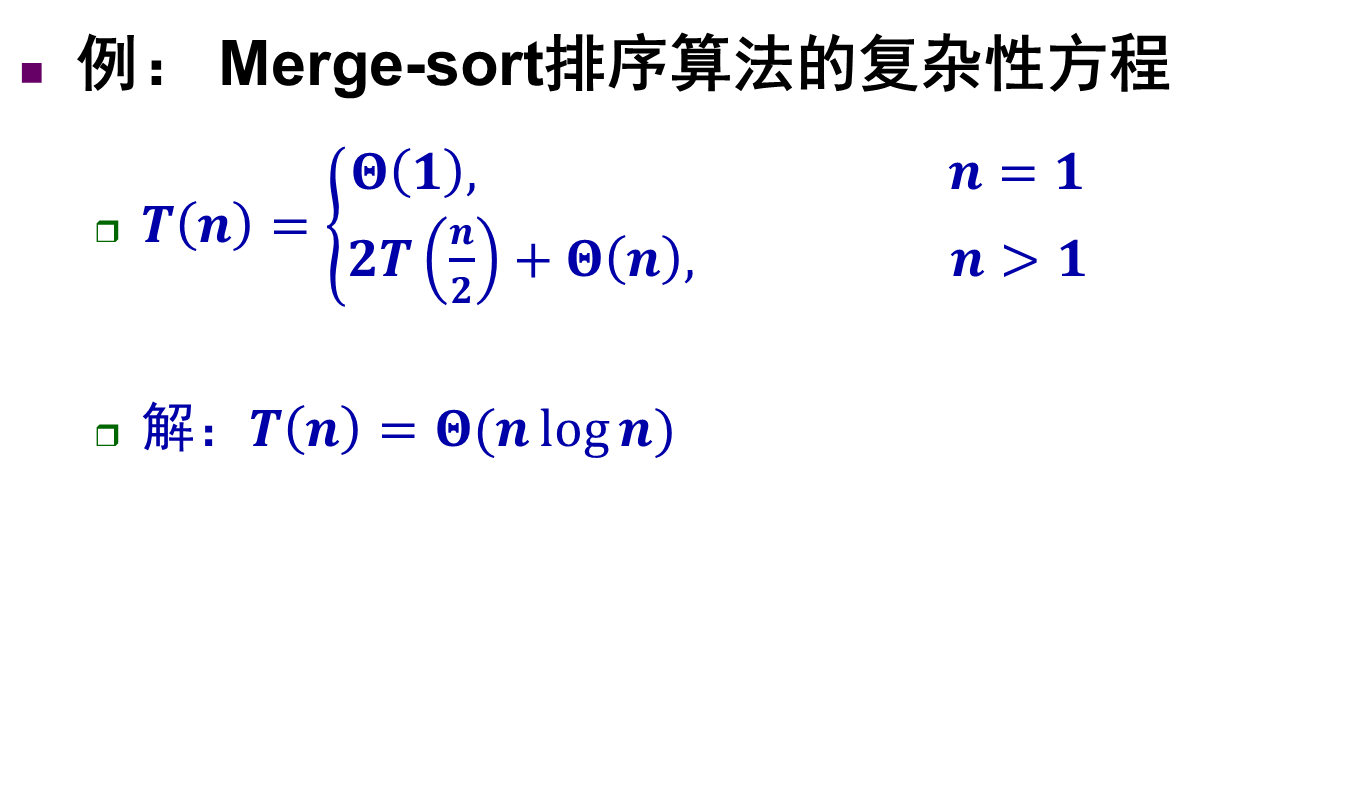 例： Merge-sort排序算法的复杂性方程
T(n) = { Θ(1), n = 1
2T(n/2) + Θ(n), n > 1
解：T(n) = Θ(n log n)